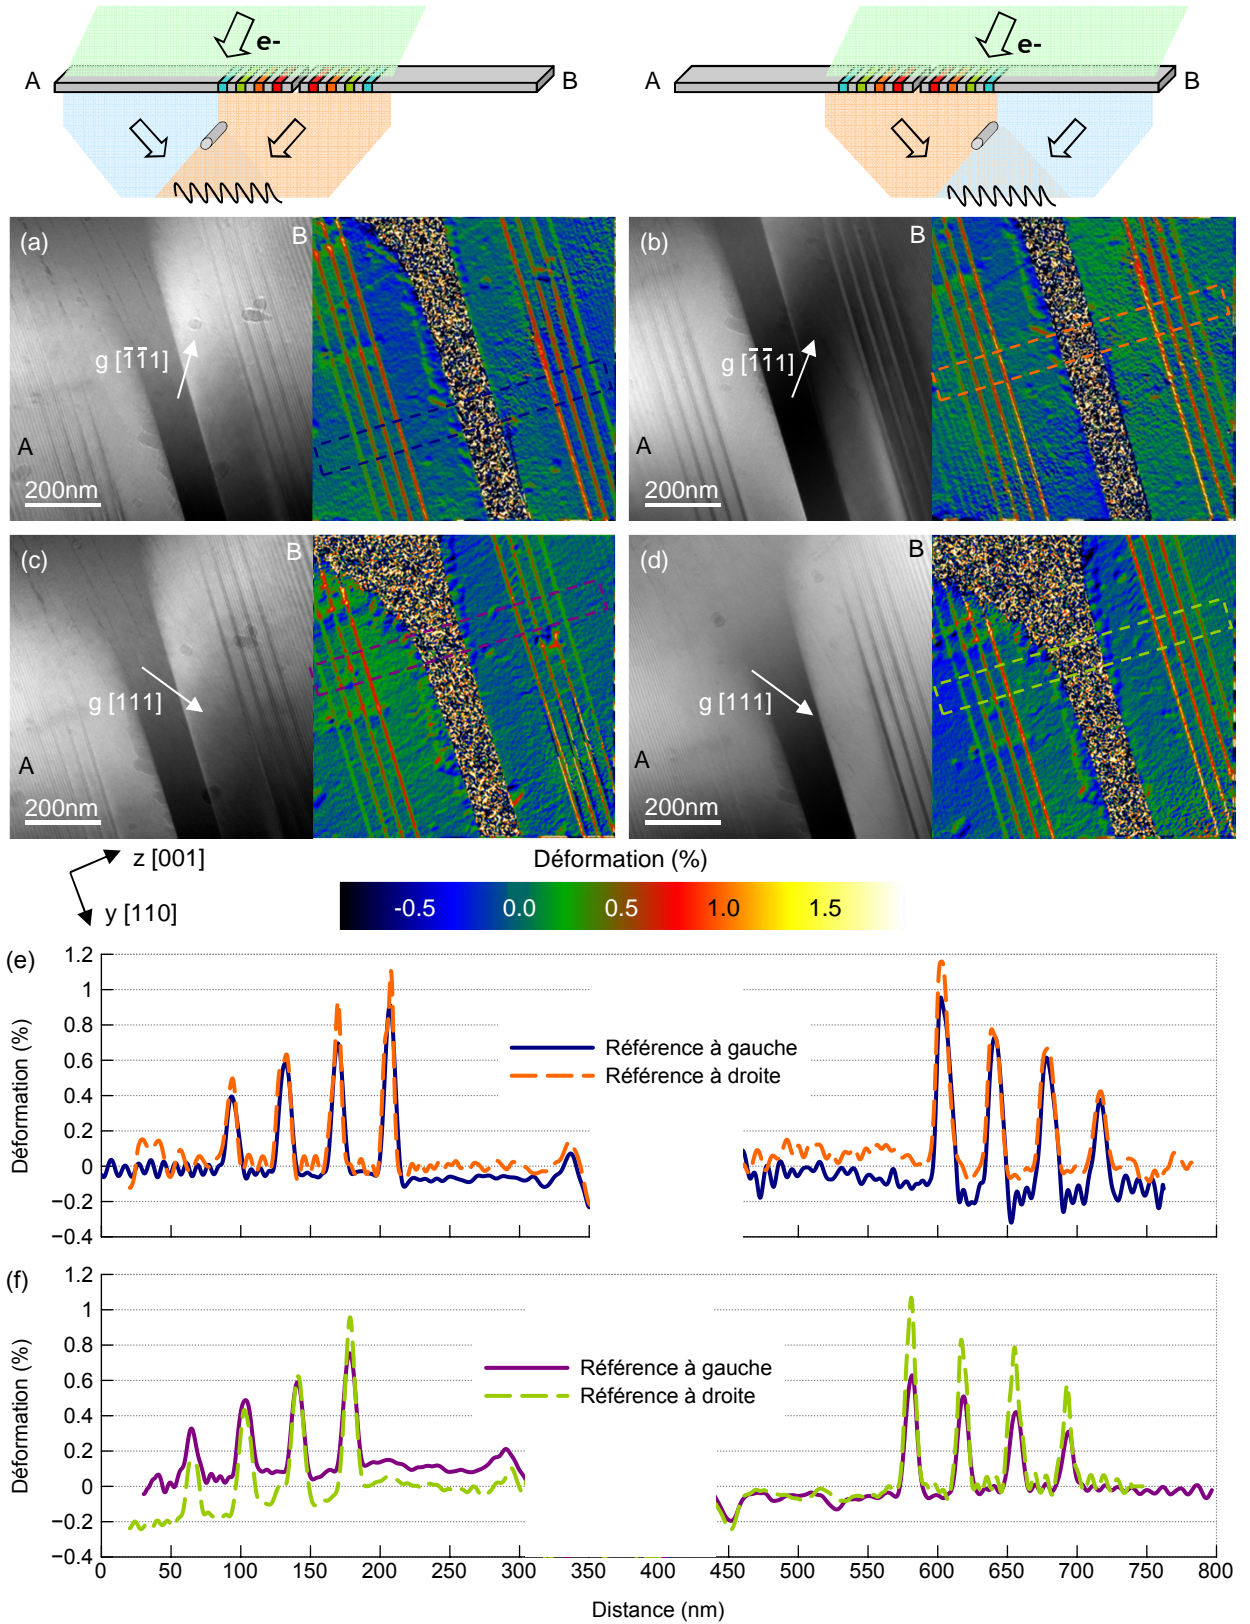 e-
A
B
e-
A
B
(a)
B
g [1̅1̅1]
A
200nm
(b)
B
g [1̅1̅1]
A
200nm
(c)
B
g [111]
A
200nm
(d)
B
g [111]
A
200nm
z [001]
y [110]
Déformation (%)
-0.5 0.0 0.5 1.0 1.5
(e)
Déformation (%)
1.2
1
0.8
0.6
0.4
0.2
0
−0.2
−0.4
Référence à gauche
Référence à droite
(f)
Déformation (%)
1.2
1
0.8
0.6
0.4
0.2
0
−0.2
−0.4
Référence à gauche
Référence à droite
0 50 100 150 200 250 300 350 400 450 500 550 600 650 700 750 800
Distance (nm)